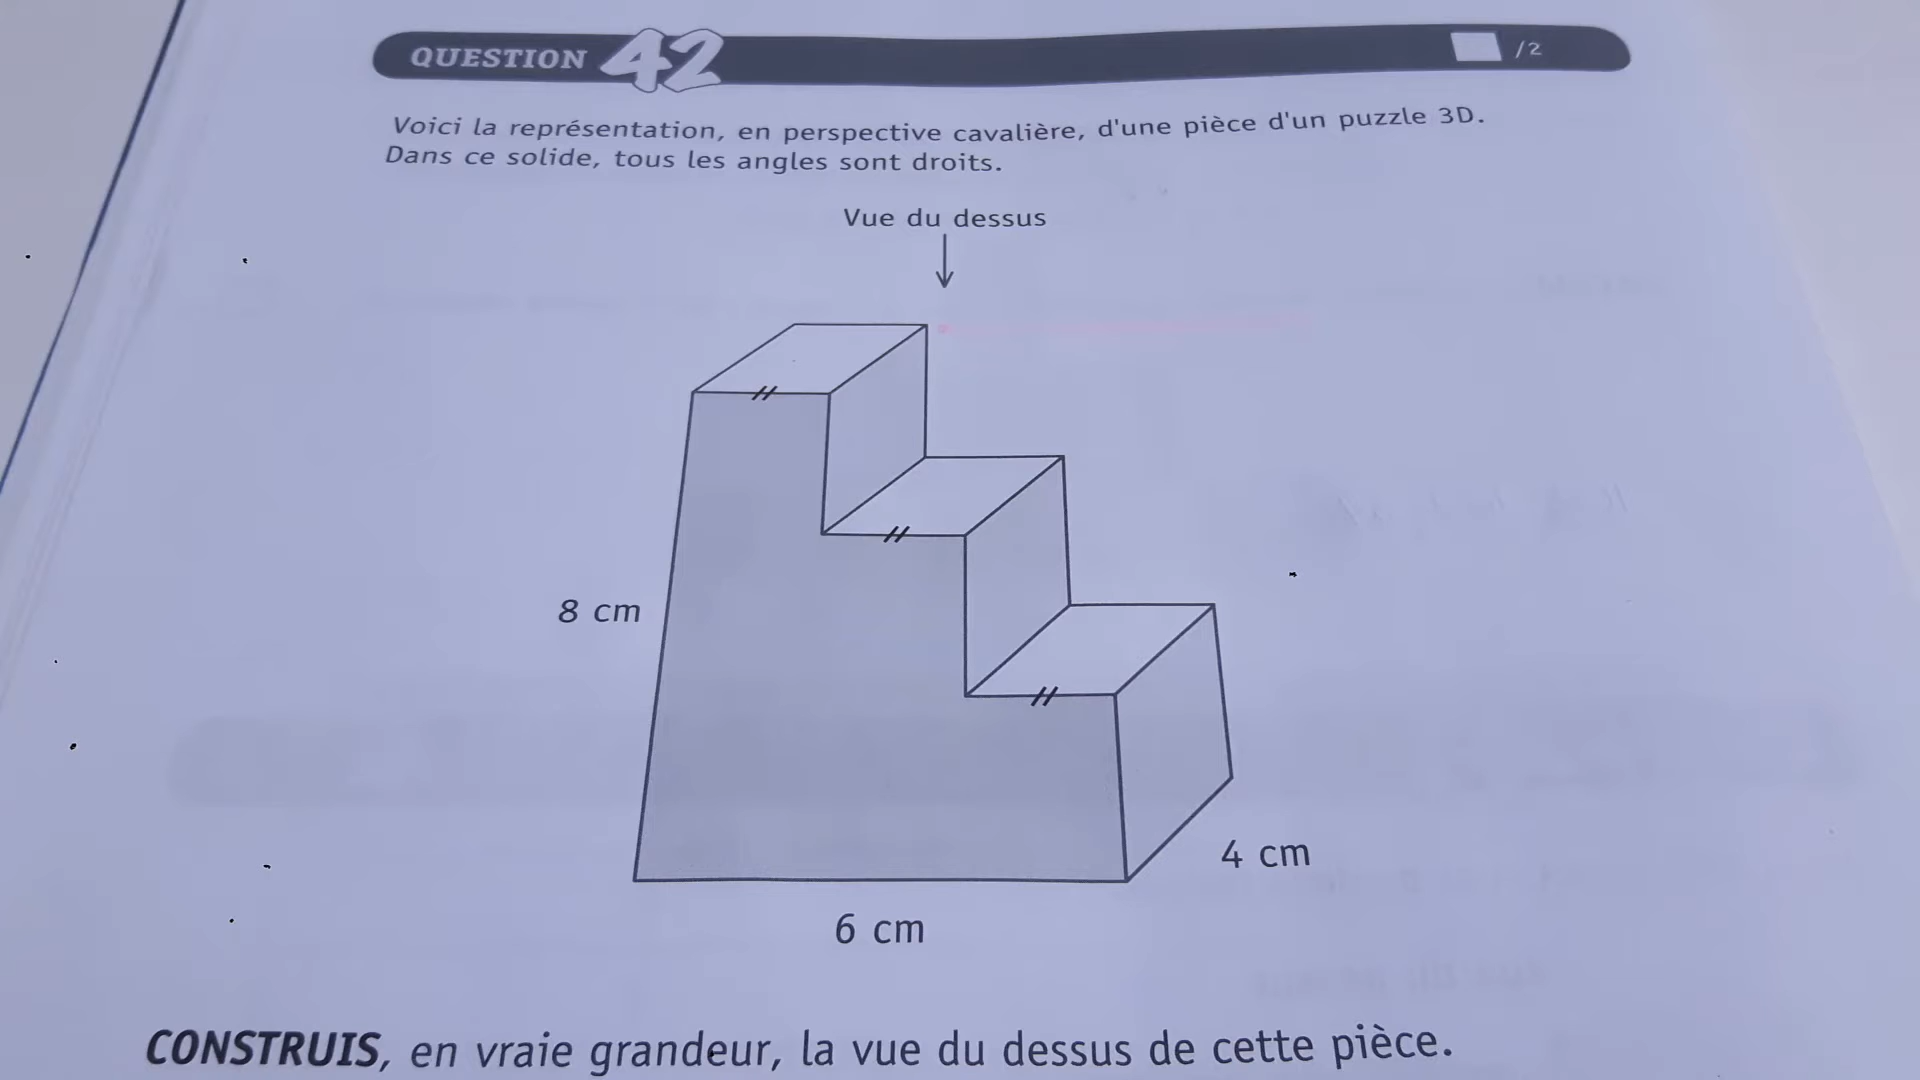 QUESTION 42
/2
Voici la représentation, en perspective cavalière, d'une pièce d'un puzzle 3D.
Dans ce solide, tous les angles sont droits.
Vue du dessus
8 cm
4 cm
6 cm
CONSTRUIS, en vraie grandeur, la vue du dessus de cette pièce.